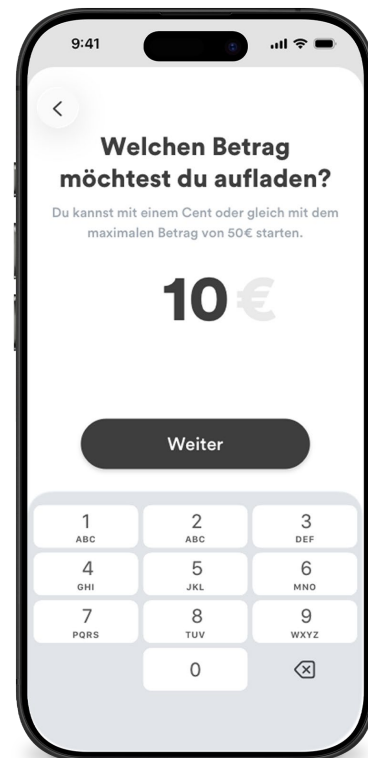 9:41
Welchen Betrag
möchtest du aufladen?
Du kannst mit einem Cent oder gleich mit dem
maximalen Betrag von 50€ starten.
10 €
Weiter
1 2 3
ABC ABC DEF
4 5 6
GHI JKL MNO
7 8 9
PQRS TUV WXYZ
0